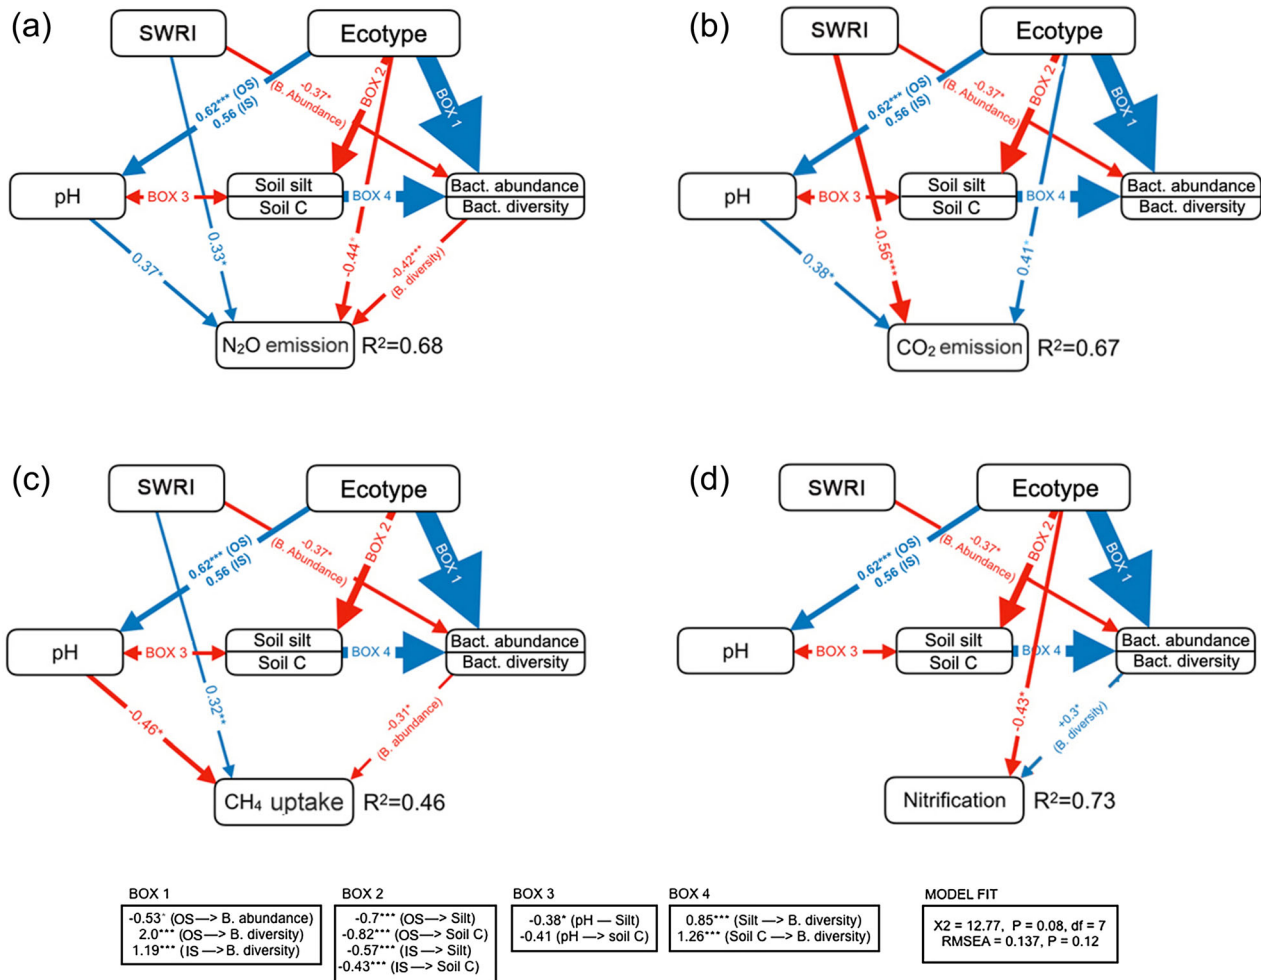 (a)
SWRI
Ecotype
0.62*** (OS)
0.56 (IS)
-0.37*
(B. Abundance)
BOX 2
BOX 1
pH
BOX 3
Soil silt
Soil C
BOX 4
Bact. abundance
Bact. diversity
0.37*
0.33*
-0.44*
-0.42***
(B. diversity)
N₂O emission
R²=0.68
(b)
SWRI
Ecotype
0.62*** (OS)
0.56 (IS)
-0.37*
(B. Abundance)
BOX 2
BOX 1
pH
BOX 3
Soil silt
Soil C
BOX 4
Bact. abundance
Bact. diversity
0.38*
-0.56***
0.41*
CO₂ emission
R²=0.67
(c)
SWRI
Ecotype
0.62*** (OS)
0.56 (IS)
-0.37*
(B. Abundance)
BOX 2
BOX 1
pH
BOX 3
Soil silt
Soil C
BOX 4
Bact. abundance
Bact. diversity
-0.46*
0.32**
-0.31*
(B. abundance)
CH₄ uptake
R²=0.46
(d)
SWRI
Ecotype
0.62*** (OS)
0.56 (IS)
-0.37*
(B. Abundance)
BOX 2
BOX 1
pH
BOX 3
Soil silt
Soil C
BOX 4
Bact. abundance
Bact. diversity
-0.43*
+0.3*
(B. diversity)
Nitrification
R²=0.73
BOX 1
-0.53* (OS—> B. abundance)
2.0*** (OS—> B. diversity)
1.19*** (IS—> B. diversity)
BOX 2
-0.7*** (OS—> Silt)
-0.82*** (OS—> Soil C)
-0.57*** (IS—> Silt)
-0.43*** (IS—> Soil C)
BOX 3
-0.38* (pH — Silt)
-0.41 (pH —> soil C)
BOX 4
0.85*** (Silt —> B. diversity)
1.26*** (Soil C —> B. diversity)
MODEL FIT
X2 = 12.77, P = 0.08, df = 7
RMSEA = 0.137, P = 0.12